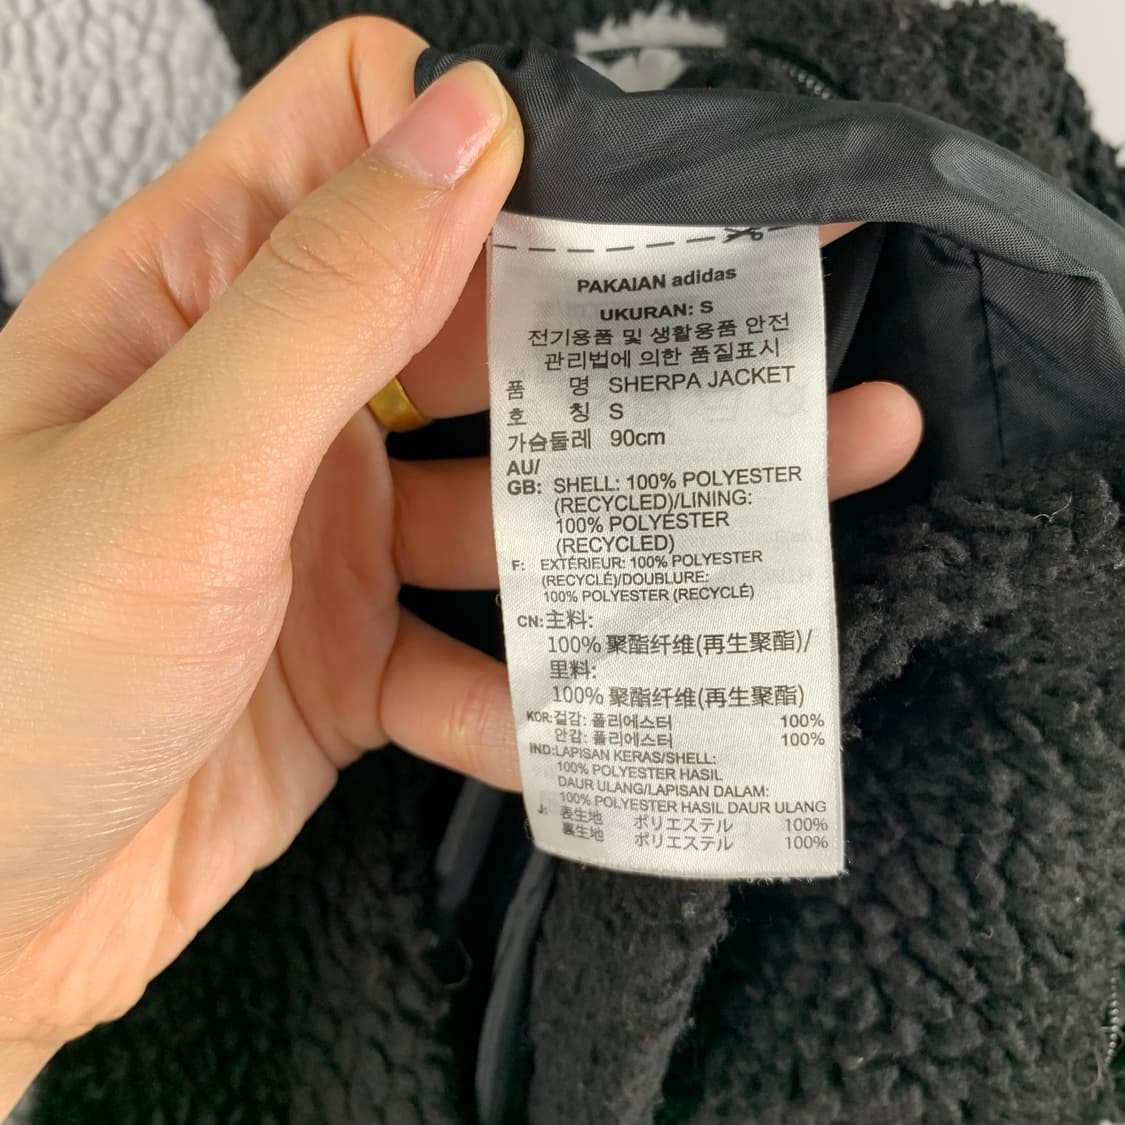 PAKAIAN adidas
UKURAN: S
전기용품 및 생활용품 안전
관리법에 의한 품질표시
품 명 SHERPA JACKET
호 칭 S
가슴둘레 90cm
AU/
GB: SHELL: 100% POLYESTER
(RECYCLED)/LINING:
100% POLYESTER
(RECYCLED)
F: EXTÉRIEUR: 100% POLYESTER
(RECYCLÉ)/DOUBLURE:
100% POLYESTER (RECYCLÉ)
CN: 主料:
100% 聚酯纤维(再生聚酯)/
里料:
100% 聚酯纤维(再生聚酯)
KOR: 겉감: 폴리에스터 100%
안감: 폴리에스터 100%
IND: LAPISAN KERAS/SHELL:
100% POLYESTER HASIL
DAUR ULANG/LAPISAN DALAM:
100% POLYESTER HASIL DAUR ULANG
J: 表生地 ポリエステル 100%
裏生地 ポリエステル 100%